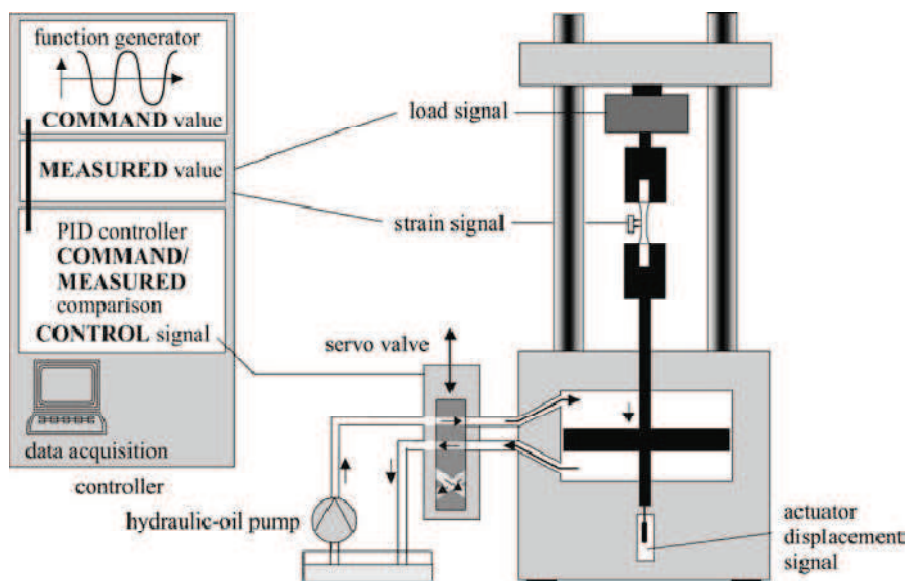 function generator
COMMAND value
MEASURED value
PID controller
COMMAND/
MEASURED
comparison
CONTROL signal
data acquisition
controller
load signal
strain signal
servo valve
hydraulic-oil pump
actuator
displacement
signal